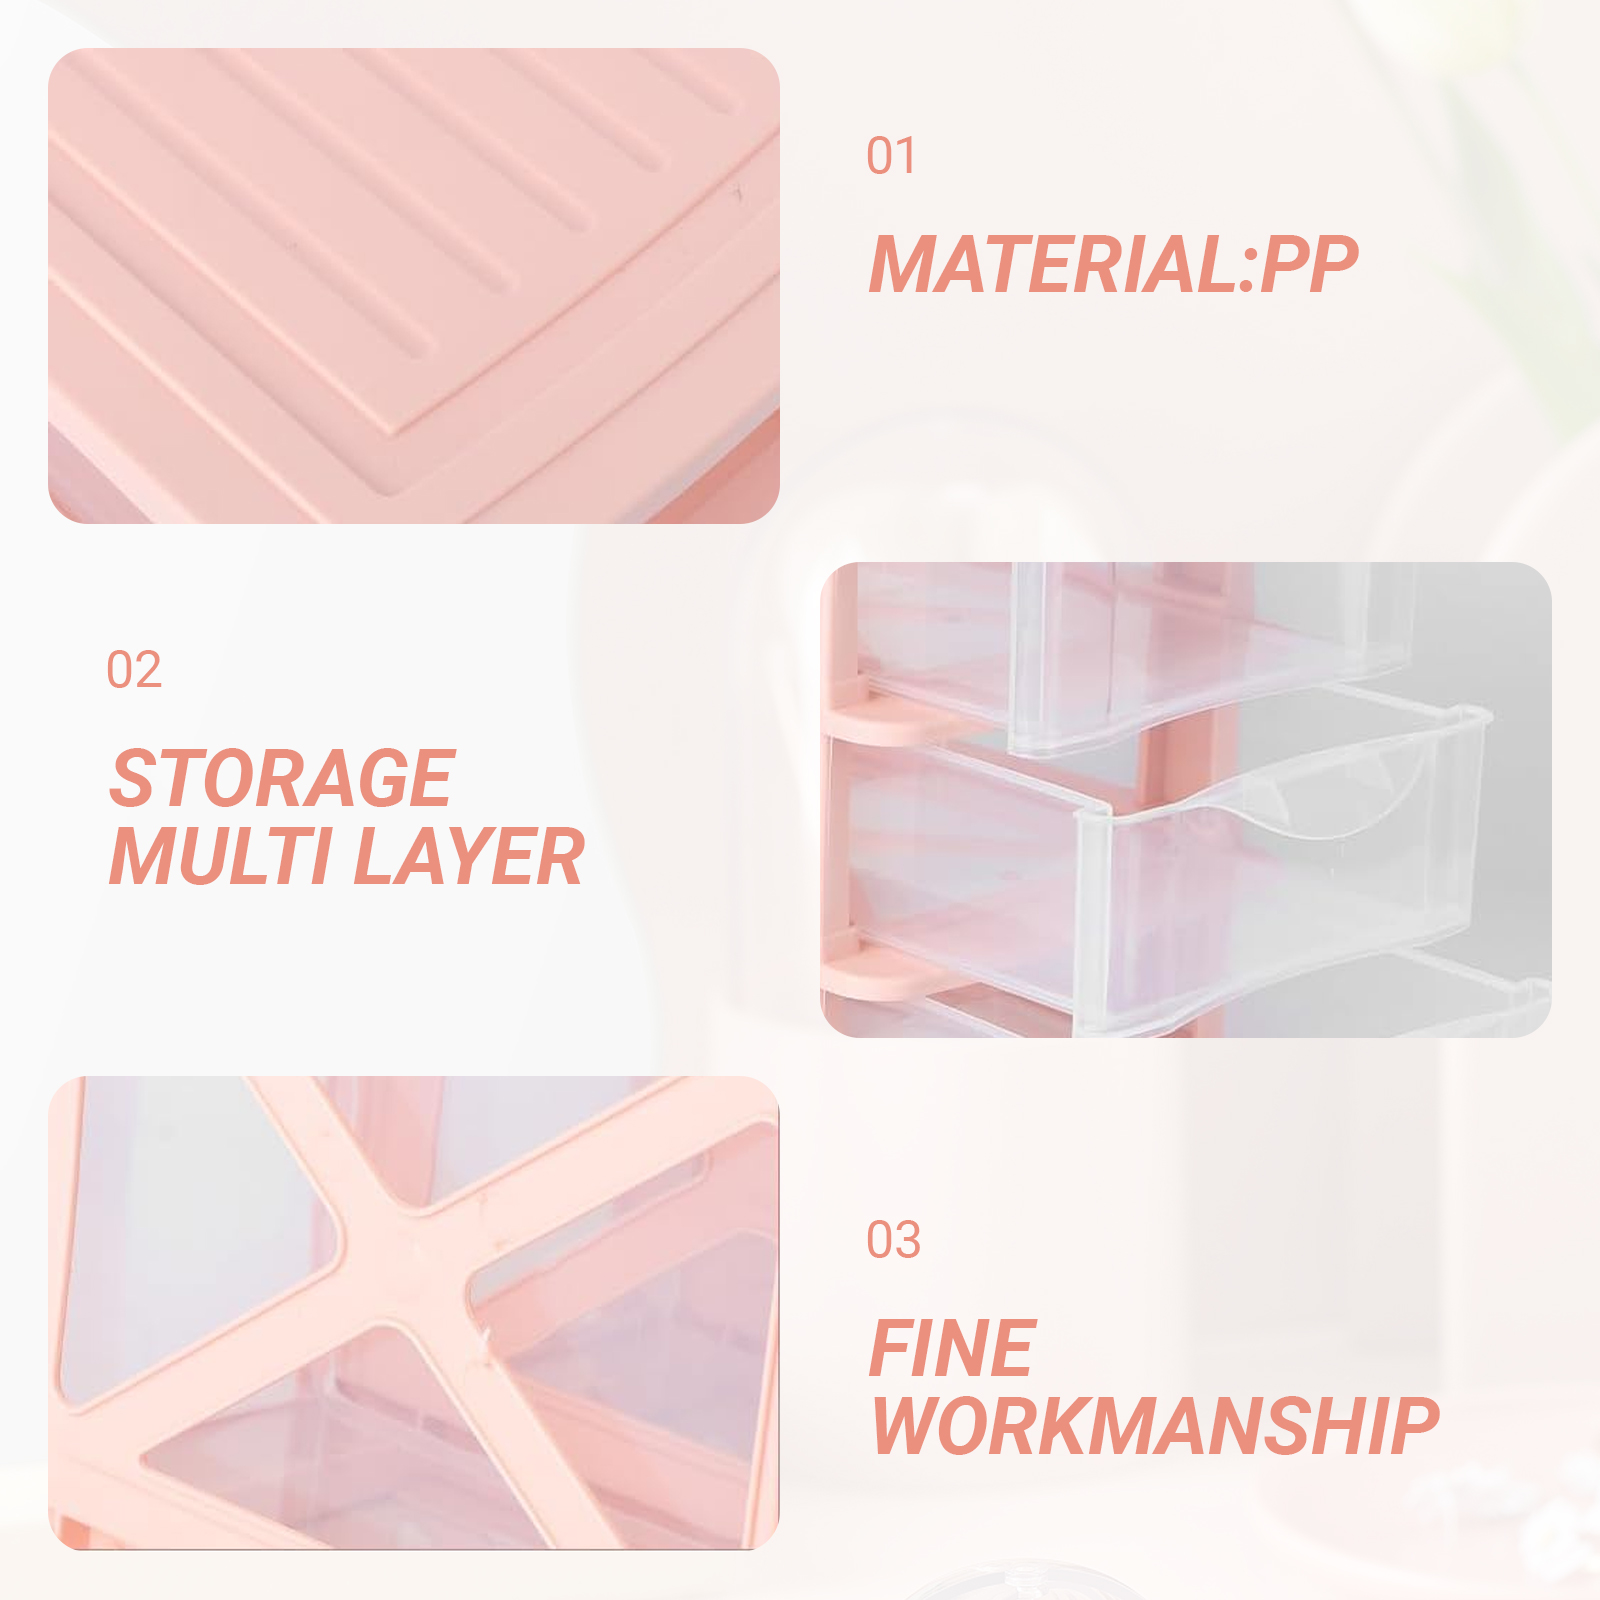 01
MATERIAL:PP
02
STORAGE
MULTI LAYER
03
FINE
WORKMANSHIP